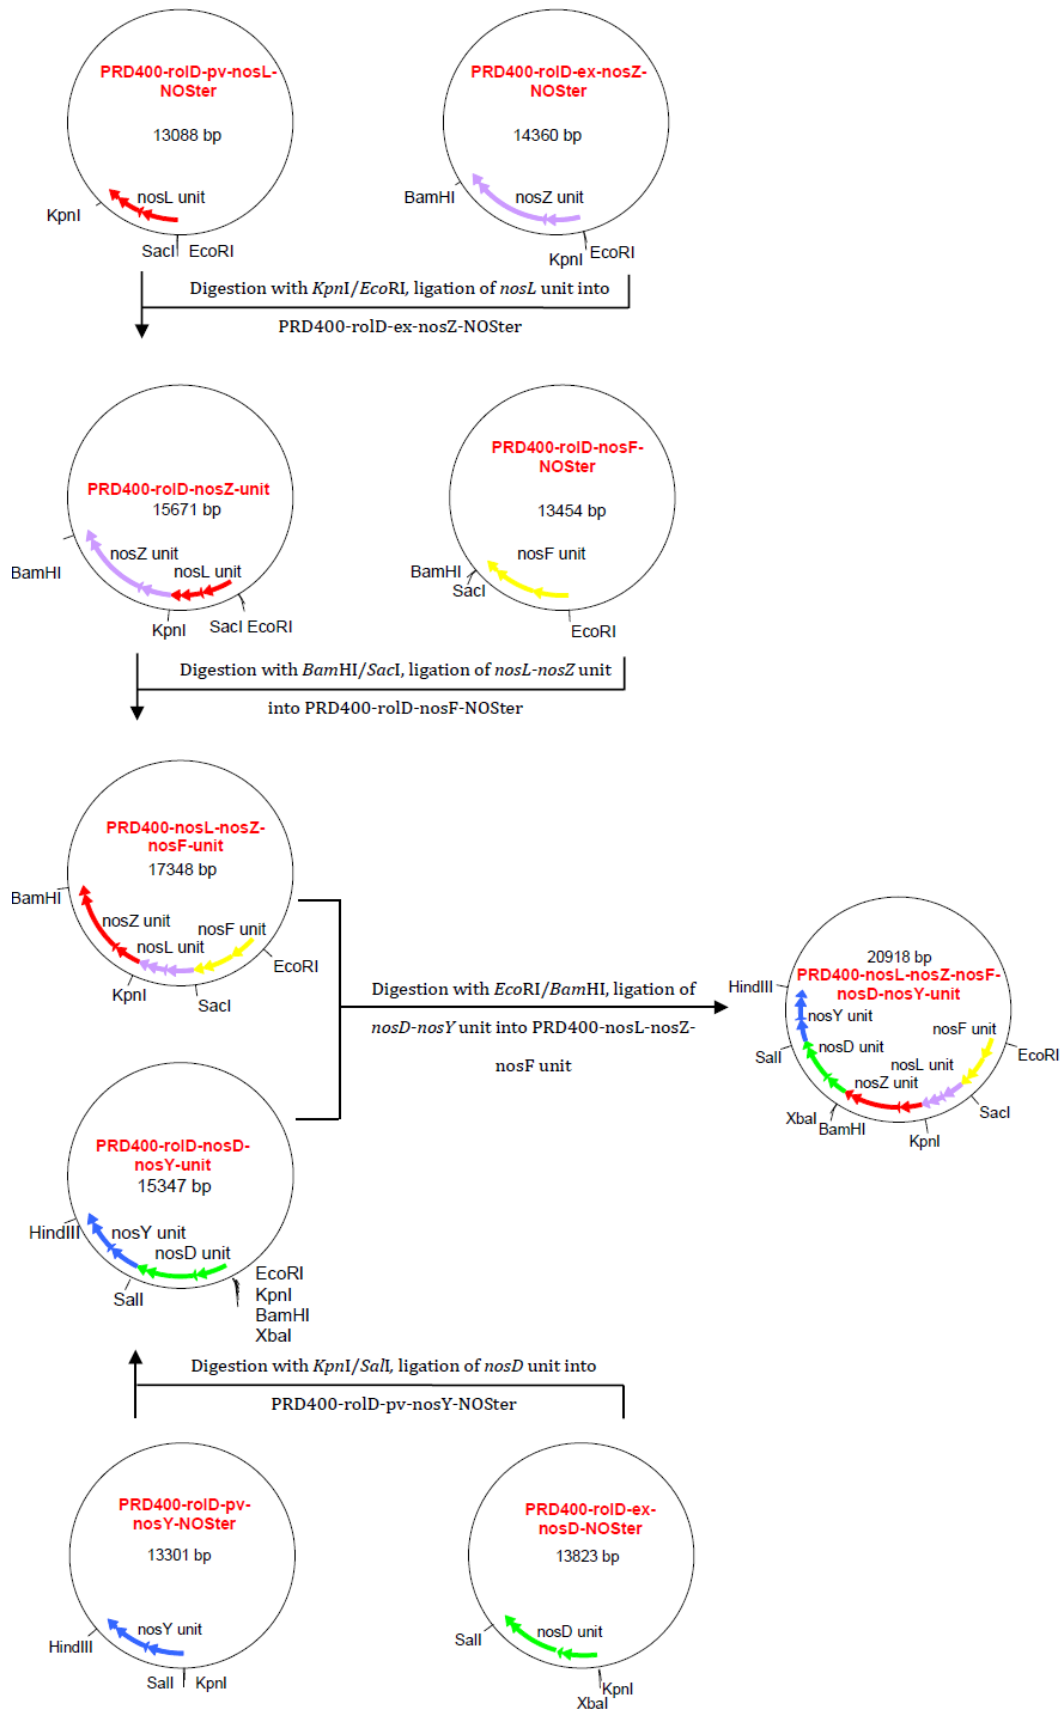 PRD400-rolD-pv-nosL-
NOSter
13088 bp
nosL unit
KpnI
SacI
EcoRI
PRD400-rolD-ex-nosZ-
NOSter
14360 bp
BamHI
nosZ unit
KpnI
EcoRI
Digestion with KpnI/EcoRI, ligation of nosL unit into
PRD400-rolD-ex-nosZ-NOSter
PRD400-rolD-nosZ-unit
15671 bp
nosZ unit
nosL unit
BamHI
KpnI
SacI EcoRI
PRD400-rolD-nosF-
NOSter
13454 bp
nosF unit
BamHI
SacI
EcoRI
Digestion with BamHI/SacI, ligation of nosL-nosZ unit
into PRD400-rolD-nosF-NOSter
PRD400-nosL-nosZ-
nosF-unit
17348 bp
BamHI
nosZ unit
nosF unit
nosL unit
EcoRI
KpnI
SacI
Digestion with EcoRI/BamHI, ligation of
nosD-nosY unit into PRD400-nosL-nosZ-
nosF unit
20918 bp
PRD400-nosL-nosZ-nosF-
nosD-nosY-unit
HindIII
nosY unit
nosF unit
SalI
nosD unit
EcoRI
nosL unit
nosZ unit
XbaI
BamHI
SacI
KpnI
PRD400-rolD-nosD-
nosY-unit
15347 bp
HindIII
nosY unit
nosD unit
SalI
EcoRI
KpnI
BamHI
XbaI
Digestion with KpnI/SalI, ligation of nosD unit into
PRD400-rolD-pv-nosY-NOSter
PRD400-rolD-pv-
nosY-NOSter
13301 bp
nosY unit
HindIII
SalI
KpnI
PRD400-rolD-ex-
nosD-NOSter
13823 bp
SalI
nosD unit
KpnI
XbaI